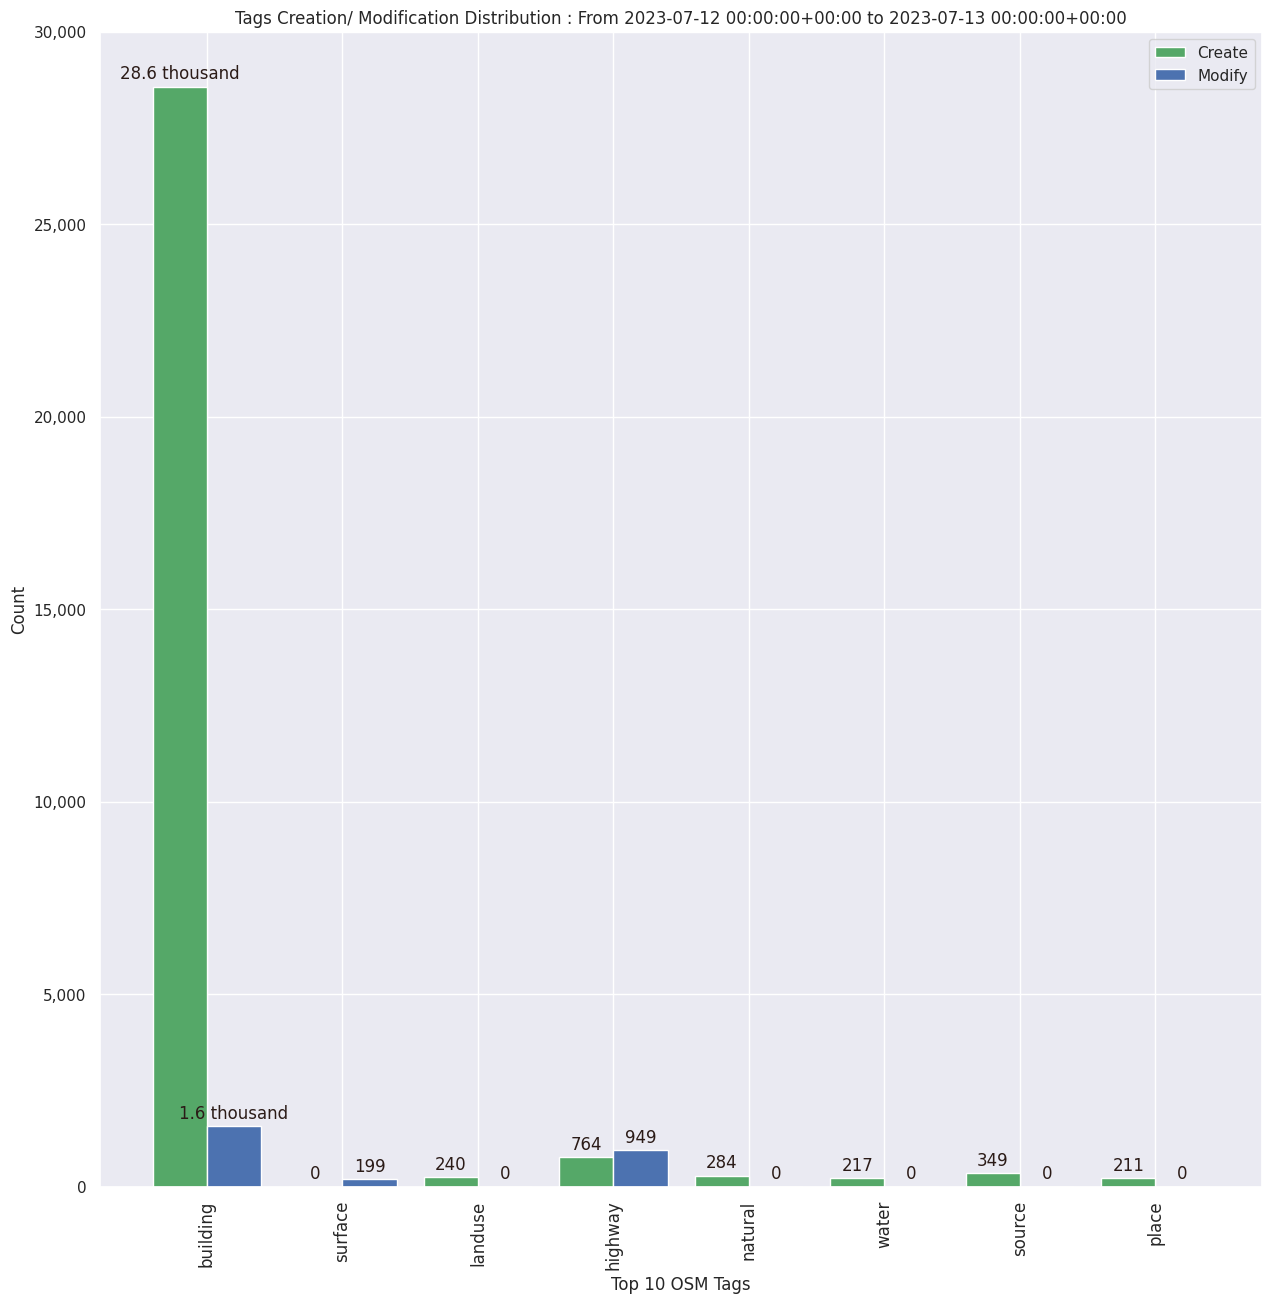 Tags Creation/ Modification Distribution : From 2023-07-12 00:00:00+00:00 to 2023-07-13 00:00:00+00:00
Create
Modify
30,000
25,000
20,000
15,000
10,000
5,000
0
Count
28.6 thousand
1.6 thousand
0
199
240
0
764
949
284
0
217
0
349
0
211
0
building
surface
landuse
highway
natural
water
source
place
Top 10 OSM Tags